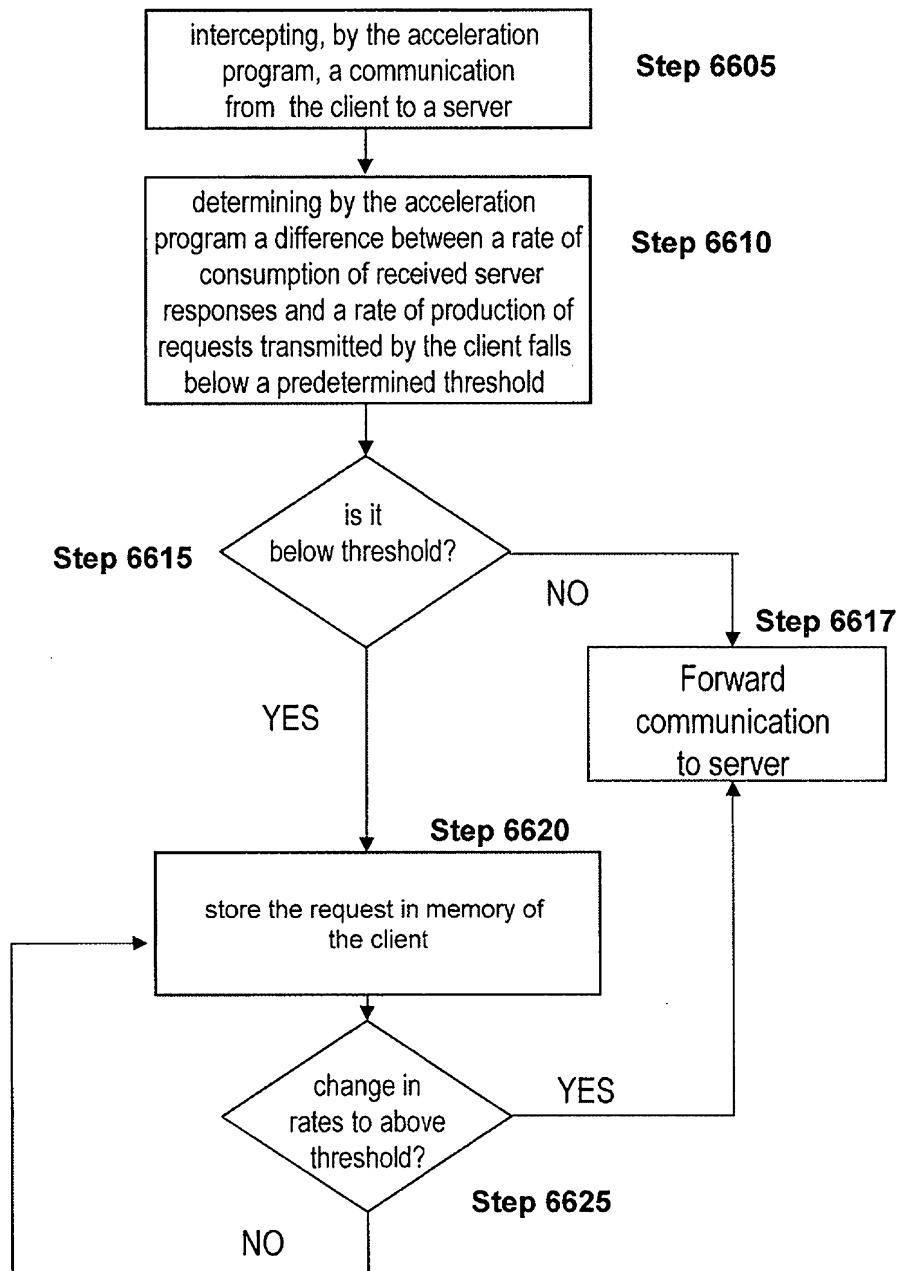 intercepting, by the acceleration
program, a communication
from the client to a server
Step 6605
determining by the acceleration
program a difference between a rate of
consumption of received server
responses and a rate of production of
requests transmitted by the client falls
below a predetermined threshold
Step 6610
is it
below threshold?
Step 6615
NO
Step 6617
Forward
communication
to server
YES
Step 6620
store the request in memory of
the client
change in
rates to above
threshold?
YES
Step 6625
NO